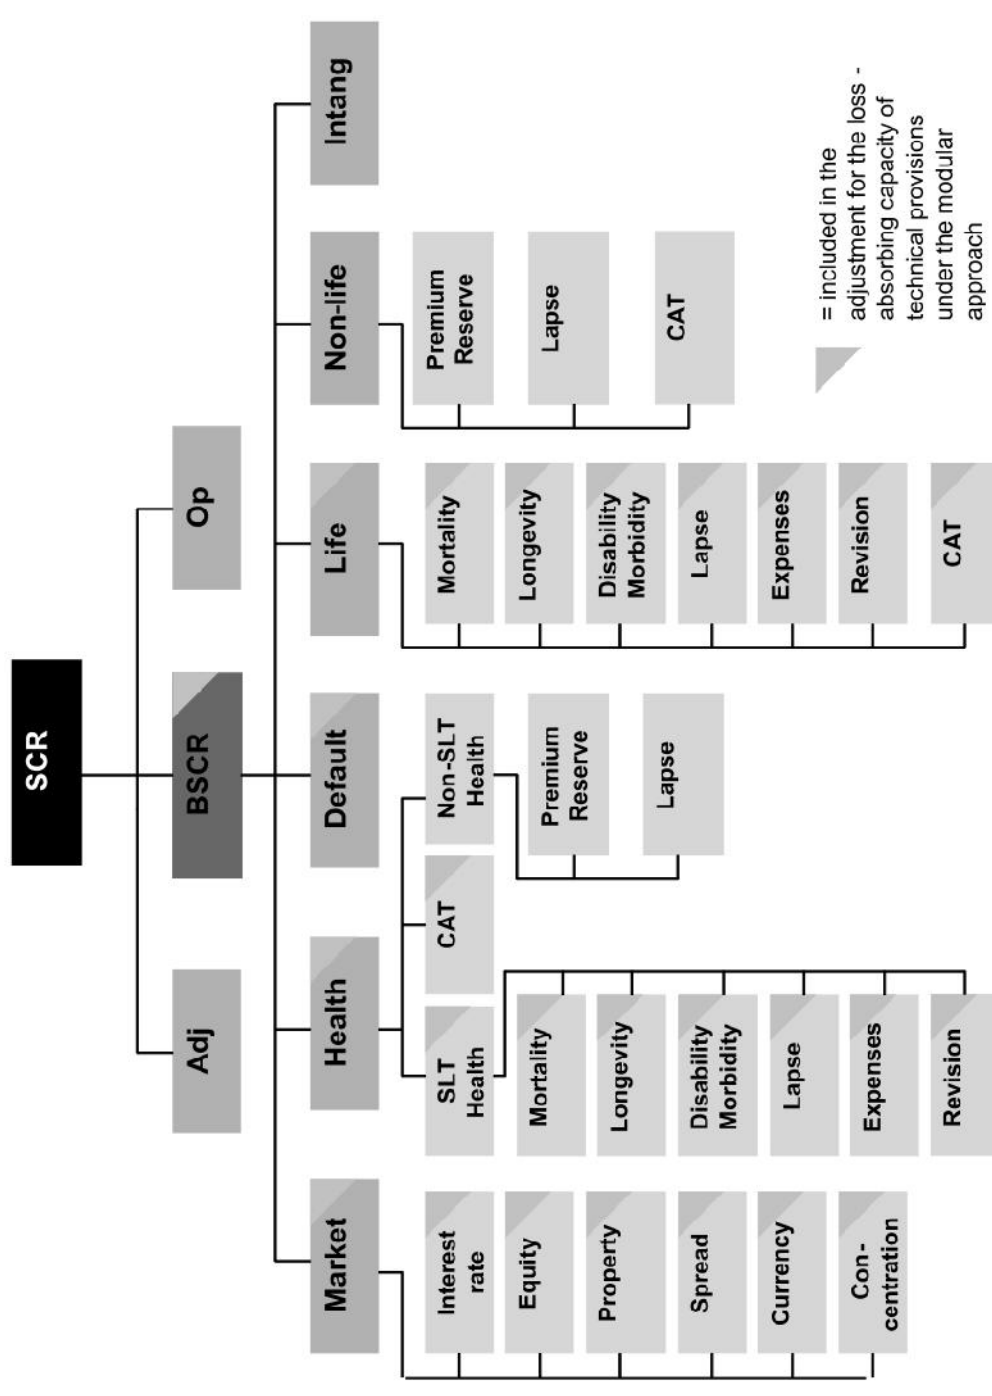 SCR
Adj
BSCR
Op
Market
Health
Default
Life
Non-life
Intang
Interest
rate
Equity
Property
Spread
Currency
Con-
centration
SLT
Health
CAT
Non-SLT
Health
Mortality
Longevity
Disability
Morbidity
Lapse
Expenses
Revision
Premium
Reserve
Lapse
Mortality
Longevity
Disability
Morbidity
Lapse
Expenses
Revision
CAT
Premium
Reserve
Lapse
CAT
= included in the
adjustment for the loss -
absorbing capacity of
technical provisions
under the modular
approach